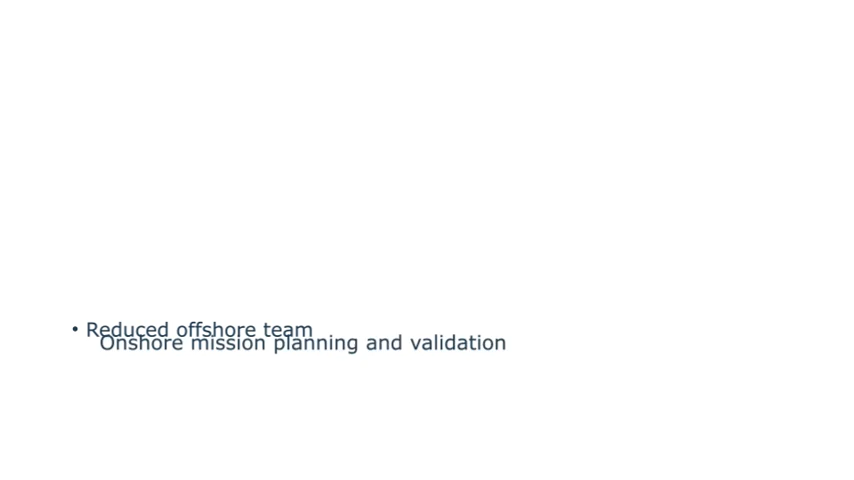 • Reduced offshore team
Onshore mission planning and validation